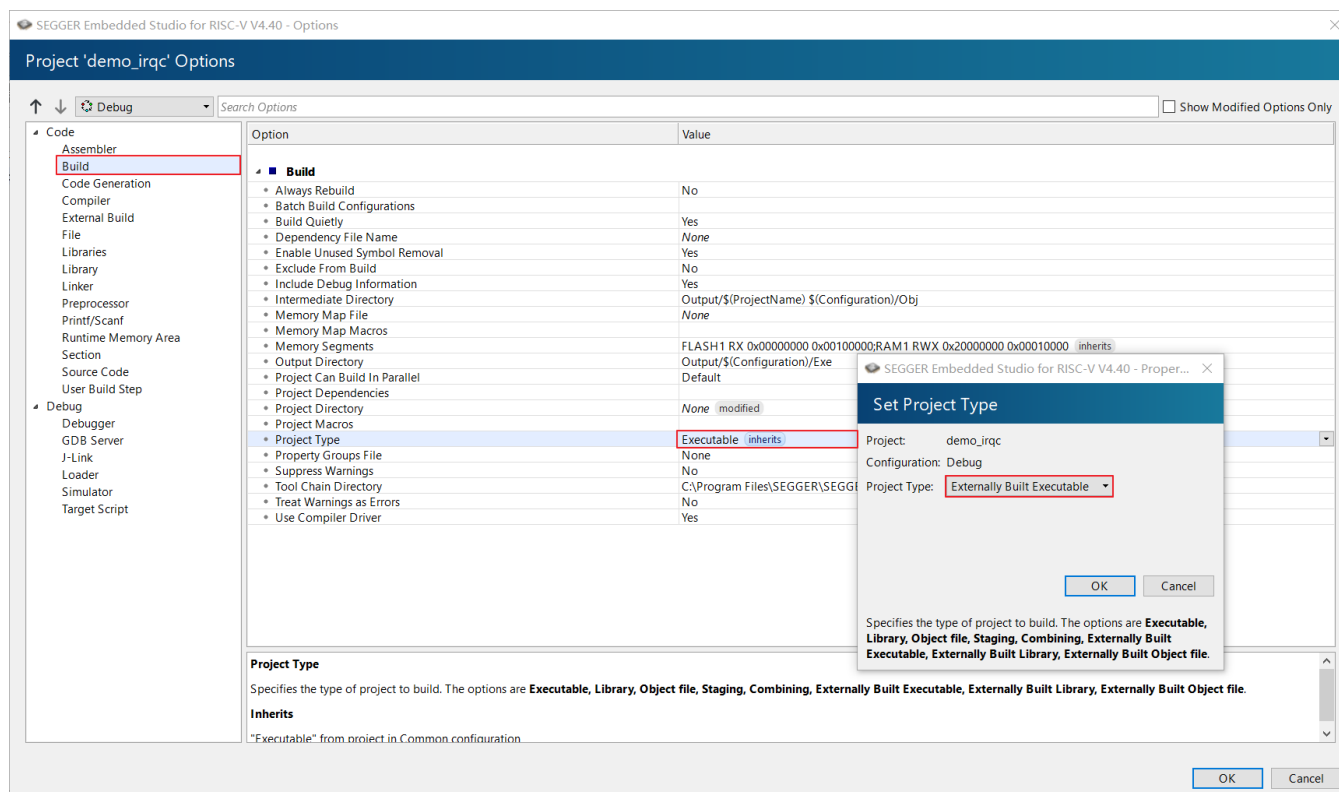 SEGGER Embedded Studio for RISC-V V4.40 - Options
Project 'demo_irqc' Options
Debug
Search Options
Show Modified Options Only
Code
Assembler
Build
Code Generation
Compiler
External Build
File
Libraries
Library
Linker
Preprocessor
Printf/Scanf
Runtime Memory Area
Section
Source Code
User Build Step
Debug
Debugger
GDB Server
J-Link
Loader
Simulator
Target Script
Option Value
Build
Always Rebuild No
Batch Build Configurations
Build Quietly Yes
Dependency File Name None
Enable Unused Symbol Removal Yes
Exclude From Build No
Include Debug Information Yes
Intermediate Directory Output/$(ProjectName) $(Configuration)/Obj
Memory Map File None
Memory Map Macros
Memory Segments FLASH1 RX 0x00000000 0x00100000;RAM1 RWX 0x20000000 0x00010000 inherits
Output Directory Output/$(Configuration)/Exe
Project Can Build In Parallel Default
Project Dependencies
Project Directory None modified
Project Macros
Project Type Executable inherits
Property Groups File None
Suppress Warnings No
Tool Chain Directory C:\Program Files\SEGGER\SEGGE
Treat Warnings as Errors No
Use Compiler Driver Yes
SEGGER Embedded Studio for RISC-V V4.40 - Proper...
Set Project Type
Project: demo_irqc
Configuration: Debug
Project Type: Externally Built Executable
OK Cancel
Specifies the type of project to build. The options are Executable,
Library, Object file, Staging, Combining, Externally Built
Executable, Externally Built Library, Externally Built Object file.
Project Type
Specifies the type of project to build. The options are Executable, Library, Object file, Staging, Combining, Externally Built Executable, Externally Built Library, Externally Built Object file.
Inherits
"Executable" from project in Common configuration
OK Cancel